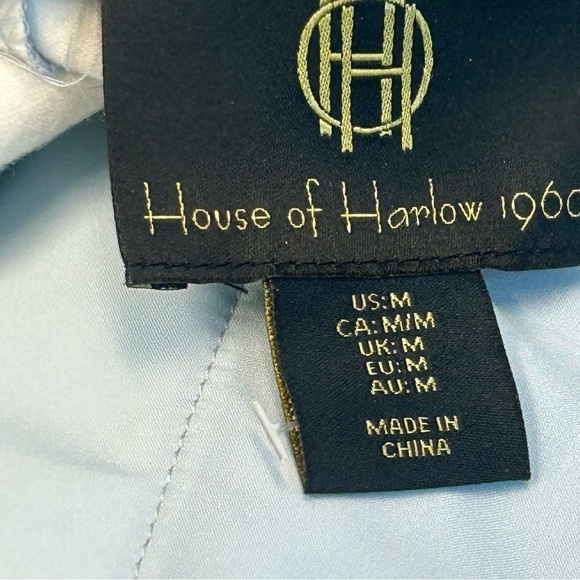 House of Harlow 1960
US: M
CA: M/M
UK: M
EU: M
AU: M
MADE IN
CHINA